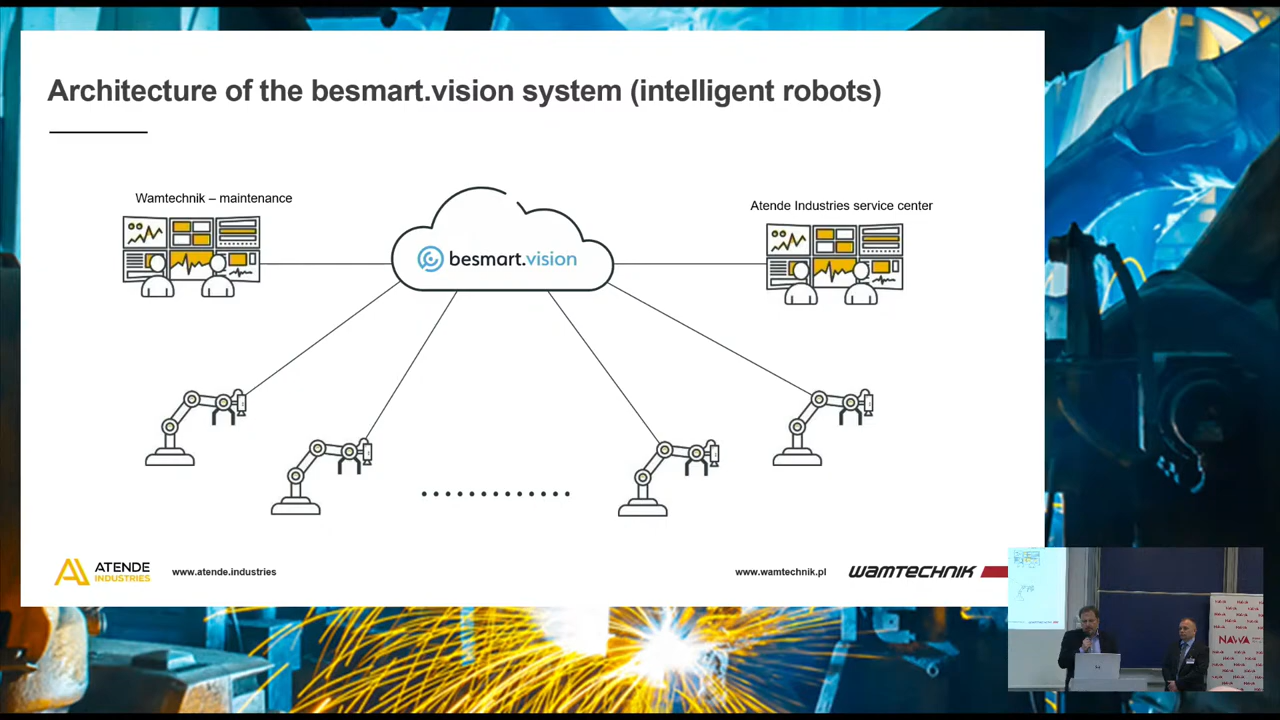 Architecture of the besmart.vision system (intelligent robots)
Wamtechnik – maintenance
Atende Industries service center
besmart.vision
ATENDE
INDUSTRIES
www.atende.industries
www.wamtechnik.pl
WAMTECHNIK
NAWA